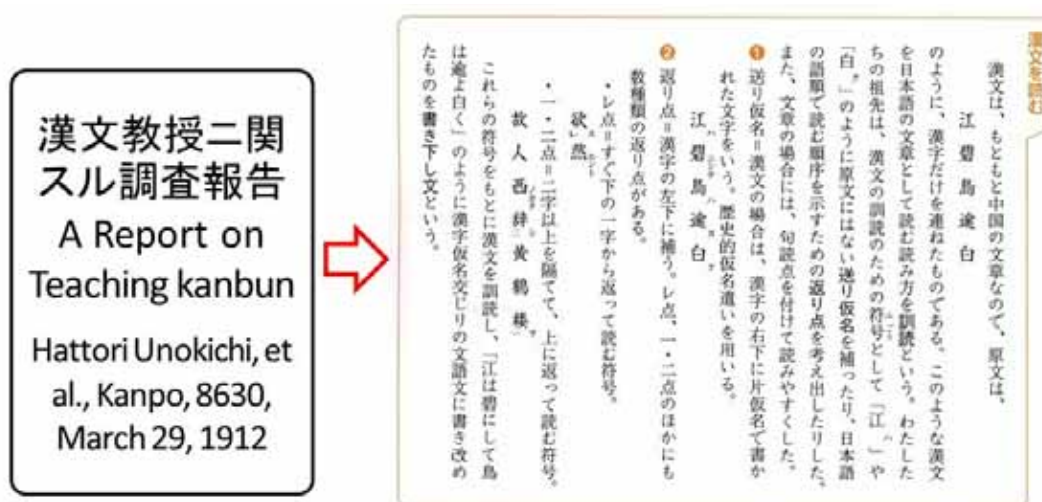 漢文教授ニ関
スル調査報告
A Report on
Teaching kanbun
Hattori Unokichi, et
al., Kanpo, 8630,
March 29, 1912
漢文を読む
漢文は、もともと中国の文章なので、原文は、
江碧鳥逾白
のように、漢字だけを連ねたものである。このような漢文
を日本語の文章として読む読み方を訓読という。わたした
ちの祖先は、漢文の訓読のための符号として「江ハ」や
「白ク」のように原文にはない送り仮名を補ったり、日本語
の語順で読む順序を示すための返り点を考え出したりした。
また、文章の場合には、句読点を付けて読みやすくした。
❶ 送り仮名＝漢文の場合は、漢字の右下に片仮名で書か
れた文字をいう。歴史的仮名遣いを用いる。
江ハ碧ニシテ鳥ハ逾ヨ白ク
❷ 返り点＝漢字の左下に補う。レ点、一・二点のほかにも
数種類の返り点がある。
・レ点＝すぐ下の一字から返って読む符号。
欲レ然
・一・二点＝二字以上を隔てて、上に返って読む符号。
故人西辞黄鶴楼
これらの符号をもとに漢文を訓読し、「江は碧にして鳥
は逾よ白く」のように漢字仮名交じりの文語文に書き改め
たものを書き下し文という。